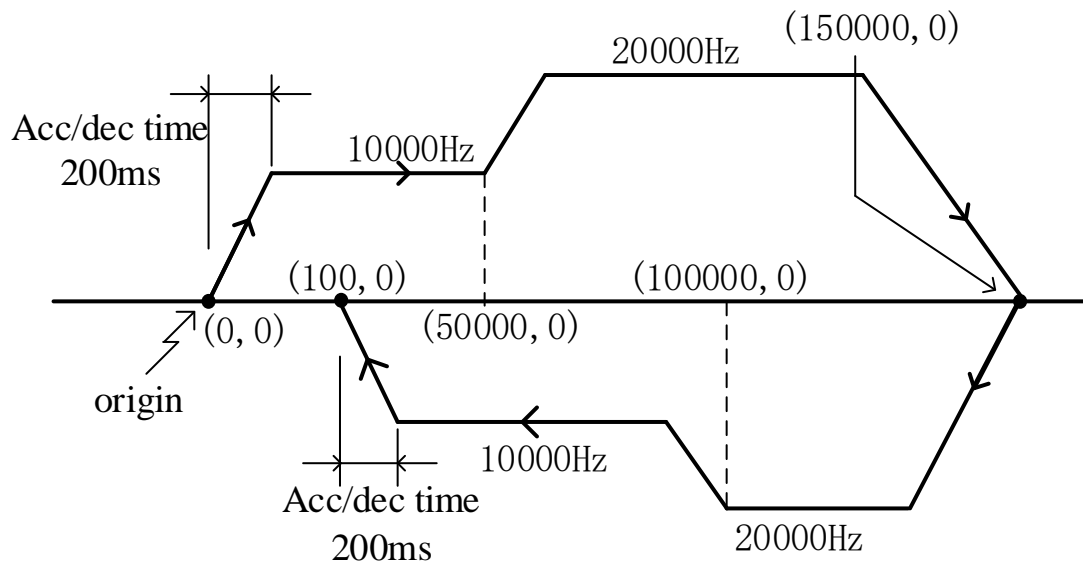 (150000,0)
20000Hz
Acc/dec time
200ms
10000Hz
(100,0)
(100000,0)
(0,0)
(50000,0)
origin
10000Hz
Acc/dec time
200ms
20000Hz